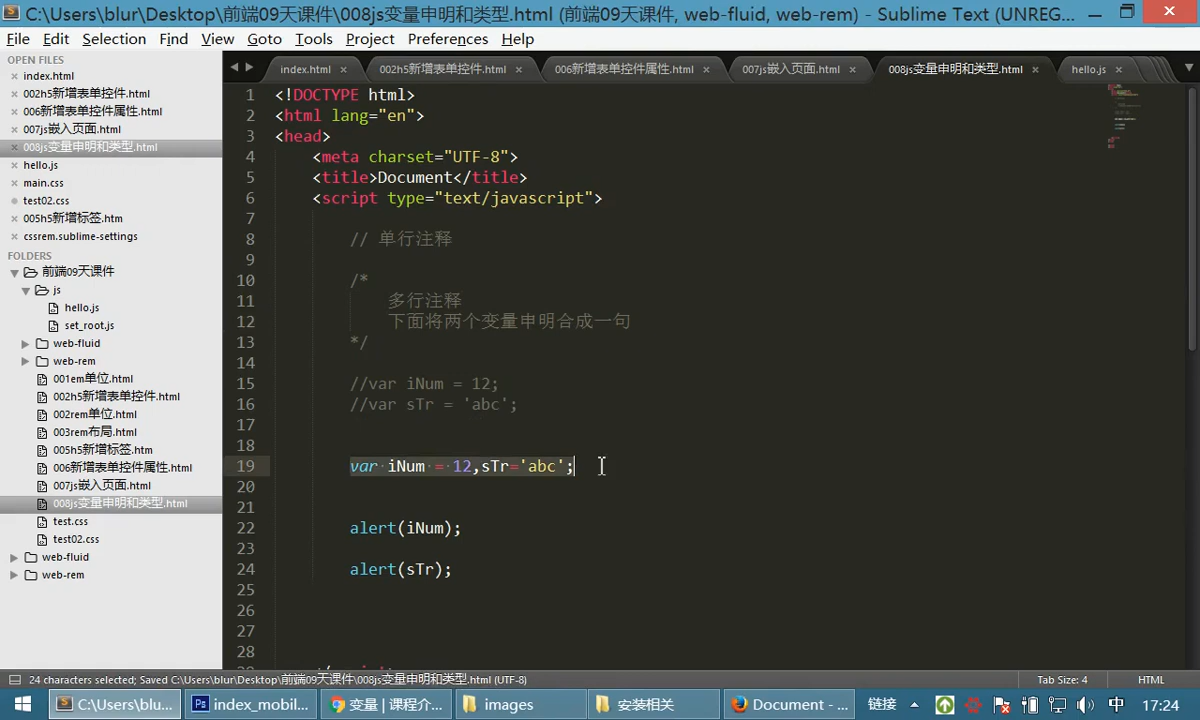 C:\Users\blur\Desktop\前端09天课件\008js变量申明和类型.html (前端09天课件, web-fluid, web-rem) - Sublime Text (UNREG...
File Edit Selection Find View Goto Tools Project Preferences Help
OPEN FILES
index.html
002h5新增表单控件.html
006新增表单控件属性.html
007js嵌入页面.html
008js变量申明和类型.html
hello.js
main.css
test02.css
005h5新增标签.htm
cssrem.sublime-settings
FOLDERS
前端09天课件
js
hello.js
set_root.js
web-fluid
web-rem
001em单位.html
002h5新增表单控件.html
002rem单位.html
003rem布局.html
005h5新增标签.htm
006新增表单控件属性.html
007js嵌入页面.html
008js变量申明和类型.html
test.css
test02.css
web-fluid
web-rem
index.html 002h5新增表单控件.html 006新增表单控件属性.html 007js嵌入页面.html 008js变量申明和类型.html hello.js
1 <!DOCTYPE html>
2 <html lang="en">
3 <head>
4 <meta charset="UTF-8">
5 <title>Document</title>
6 <script type="text/javascript">
7
8 // 单行注释
9
10 /*
11 多行注释
12 下面将两个变量申明合成一句
13 */
14
15 //var iNum = 12;
16 //var sTr = 'abc';
17
18
19 var iNum = 12,sTr='abc';
20
21
22 alert(iNum);
23
24 alert(sTr);
25
26
27
28
24 characters selected; Saved C:\Users\blur\Desktop\前端09天课件\008js变量申明和类型.html (UTF-8) Tab Size: 4 HTML
C:\Users\blu... index_mobil... 变量 | 课程介... images 安装相关 Document - ... 链接 中 17:24